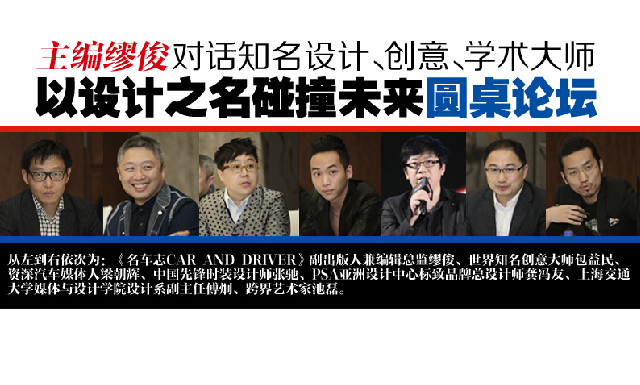 主编缪俊对话知名设计、创意、学术大师
以设计之名碰撞未来圆桌论坛
从左到右依次为：《名车志CAR AND DRIVER》副出版人兼编辑总监缪俊、世界知名创意大师包益民、
资深汽车媒体人梁朝辉、中国先锋时装设计师张驰、PSA亚洲设计中心标致品牌总设计师龚冯友、上海交通
大学媒体与设计学院设计系副主任傅炯、跨界艺术家池磊。